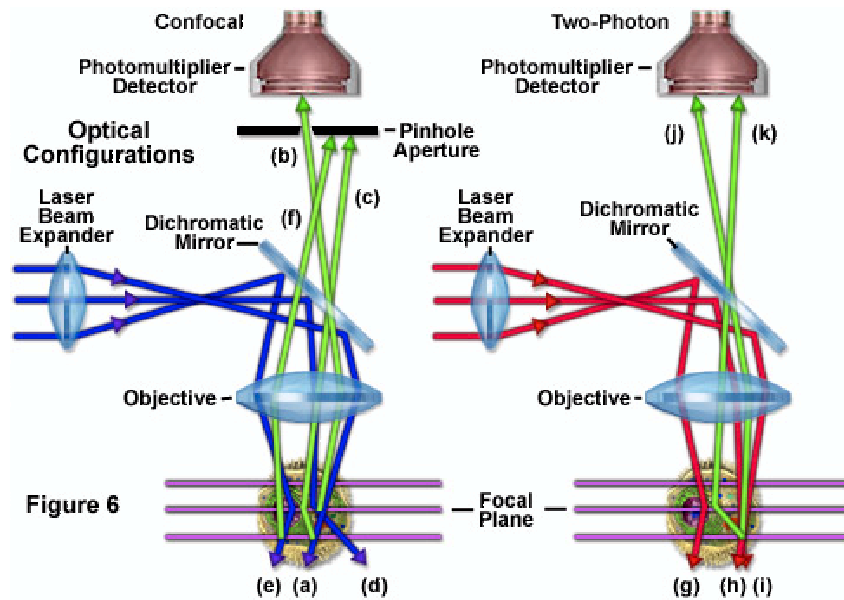 Confocal
Two-Photon
Photomultiplier
Detector
Photomultiplier
Detector
Optical
Configurations
Pinhole
Aperture
(b)
(c)
(f)
(j)
(k)
Laser
Beam
Expander
Dichromatic
Mirror
Laser
Beam
Expander
Dichromatic
Mirror
Objective
Objective
Figure 6
Focal
Plane
(e) (a) (d)
(g) (h) (i)